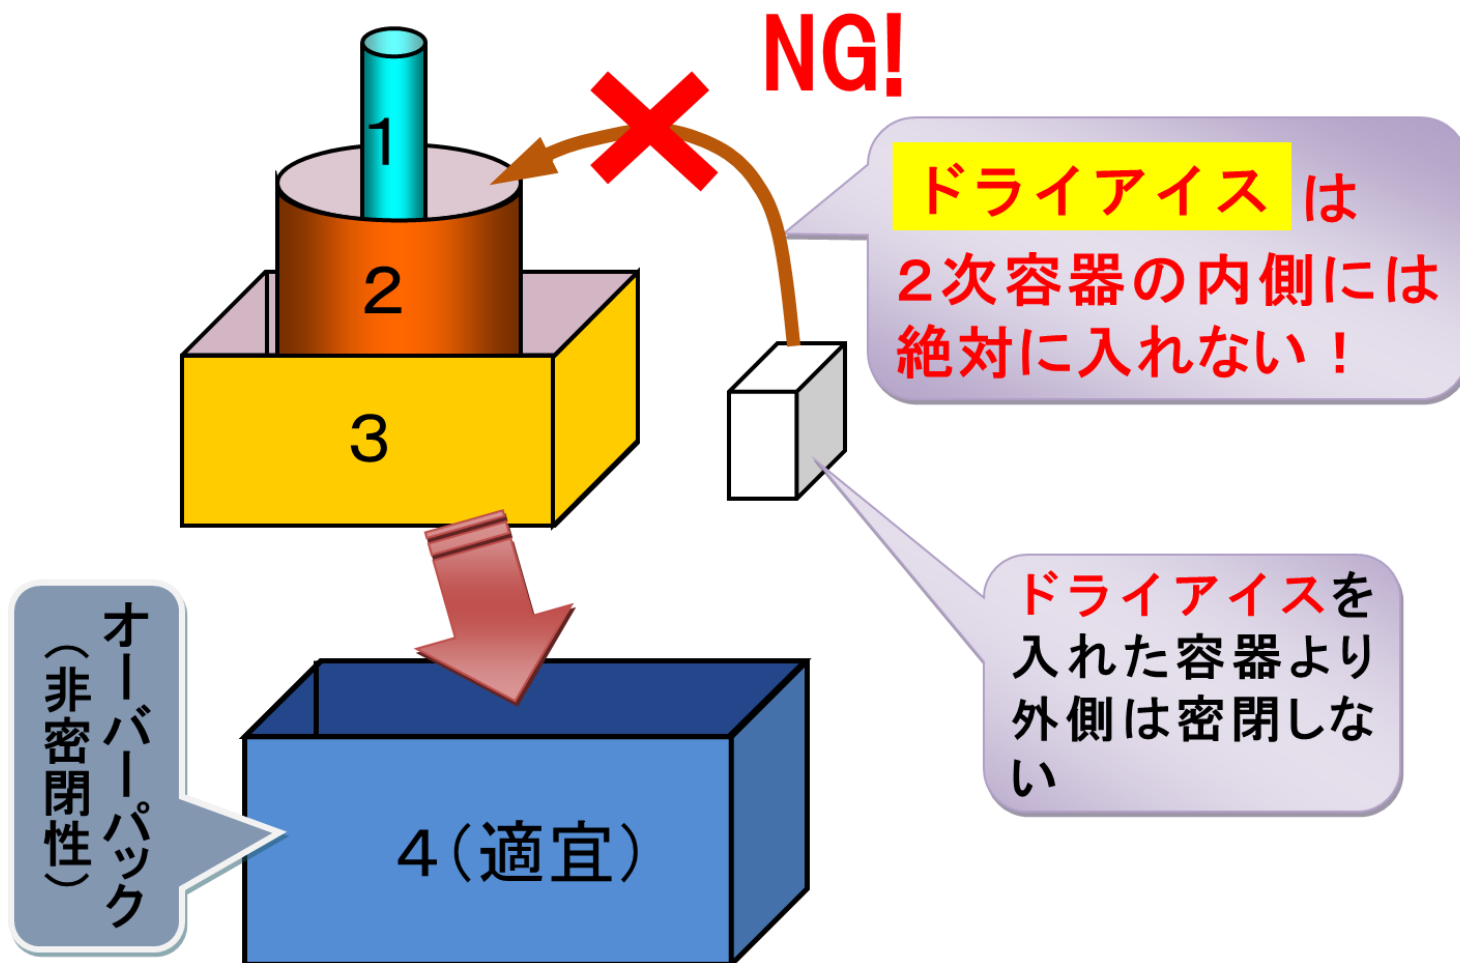 NG!
1
2
3
ドライアイス は
２次容器の内側には
絶対に入れない！
ドライアイスを
入れた容器より
外側は密閉しな
い
オーバーパック
（非密閉性）
4（適宜）